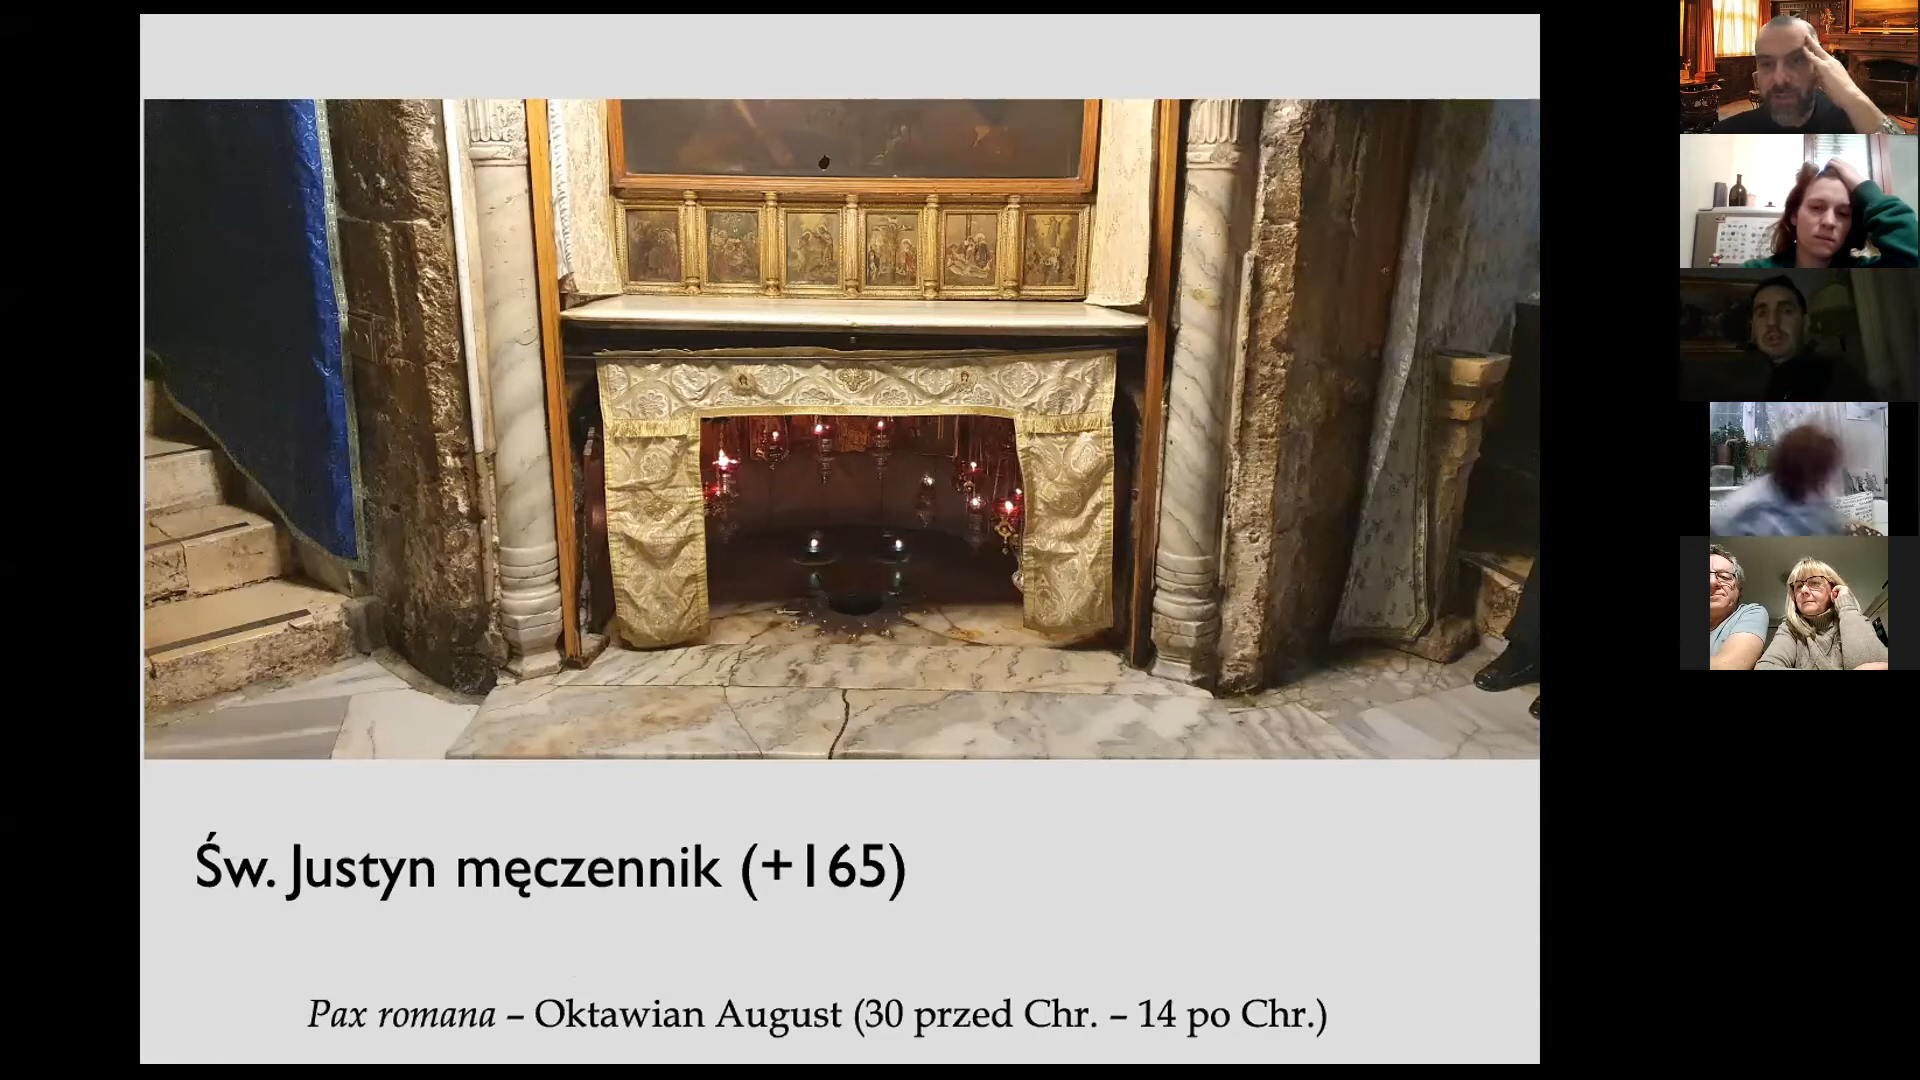 Św. Justyn męczennik (+165)
Pax romana – Oktawian August (30 przed Chr. – 14 po Chr.)